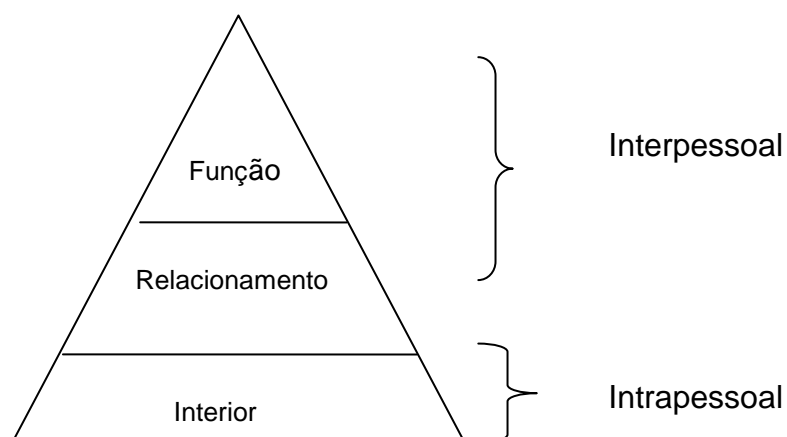 Função
Interpessoal
Relacionamento
Interior
Intrapessoal